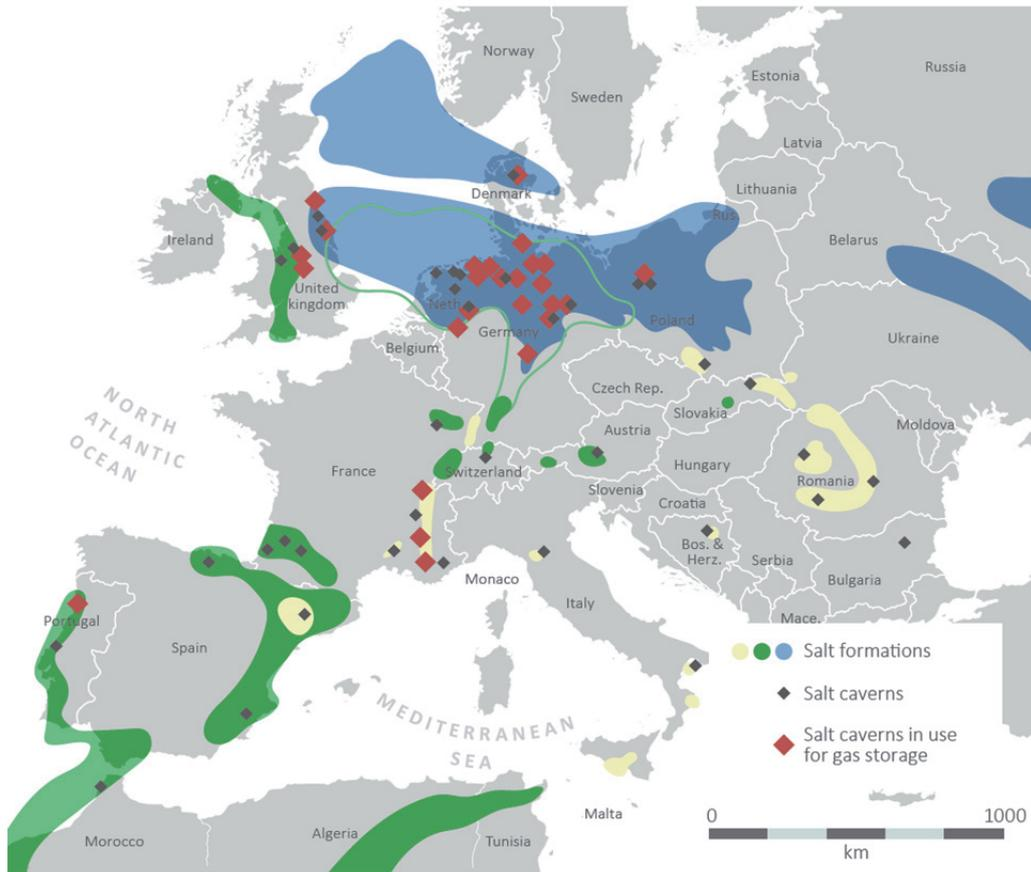 Norway
Russia
Estonia
Sweden
Latvia
Denmark
Lithuania
Rus.
Ireland
Belarus
United
kingdom
Neth.
Germany
Poland
Ukraine
Belgium
Czech Rep.
Slovakia
Moldova
NORTH
ATLANTIC
OCEAN
Austria
France
Switzerland
Hungary
Romania
Slovenia
Croatia
Bos. &
Herz.
Serbia
Monaco
Bulgaria
Italy
Mace.
Portugal
Spain
MEDITERRANEAN
SEA
Salt formations
Salt caverns
Salt caverns in use
for gas storage
Malta
Morocco
Algeria
Tunisia
0
1000
km